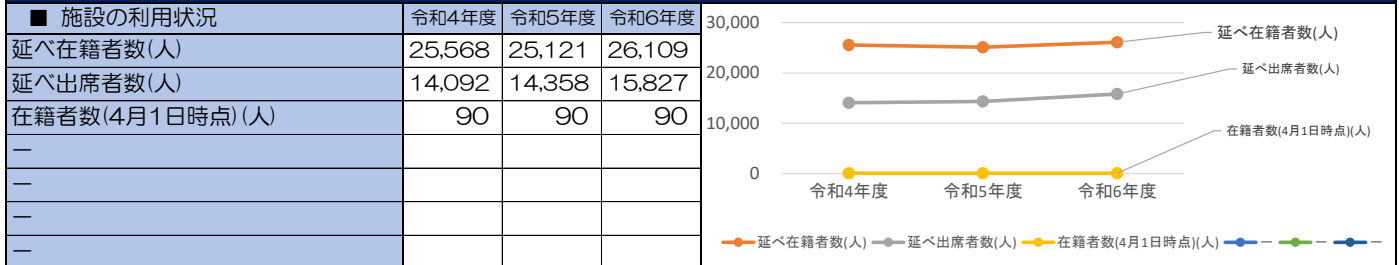 ■ 施設の利用状況 令和4年度 令和5年度 令和6年度
延べ在籍者数(人) 25,568 25,121 26,109
延べ出席者数(人) 14,092 14,358 15,827
在籍者数(4月1日時点)(人) 90 90 90
ー
ー
ー
ー
30,000
20,000
10,000
0
令和4年度 令和5年度 令和6年度
延べ在籍者数(人)
延べ出席者数(人)
在籍者数(4月1日時点)(人)
延べ在籍者数(人) 延べ出席者数(人) 在籍者数(4月1日時点)(人) ー ー ー